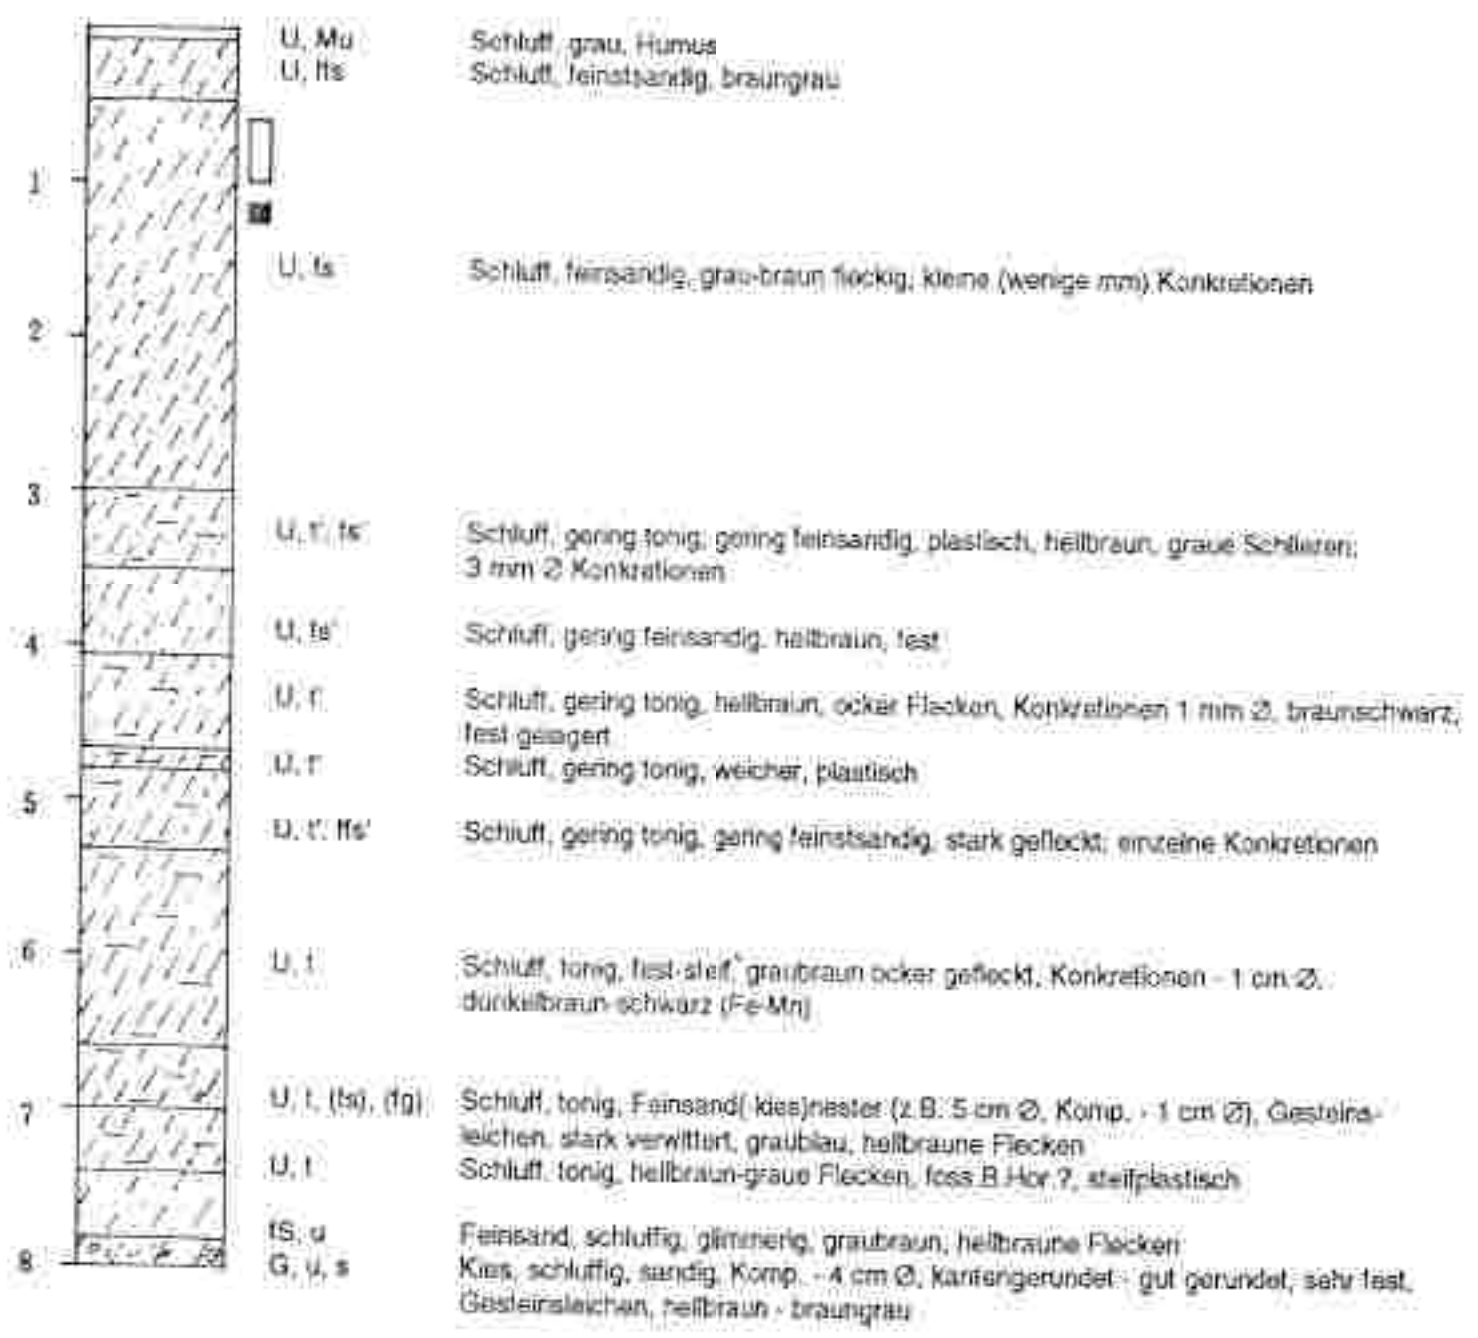 U, Mu Schluff, grau, Humus
U, ffs Schluff, feinstsandig, braungrau
1
U, fs Schluff, feinsandig, grau-braun fleckig; kleine (wenige mm) Konkretionen
2
3
U, t', fs' Schluff, gering tonig, gering feinsandig, plastisch, hellbraun, graue Schlieren;
3 mm Ø Konkretionen
U, fs' Schluff, gering feinsandig, hellbraun, fest
4
U, t' Schluff, gering tonig, hellbraun, ocker Flecken, Konkretionen 1 mm Ø, braunschwarz,
fest gelagert
U, t' Schluff, gering tonig, weicher, plastisch
5
U, t', ffs' Schluff, gering tonig, gering feinstsandig, stark gefleckt; einzelne Konkretionen
6
U, t Schluff, tonig, fest-steif, graubraun ocker gefleckt, Konkretionen - 1 cm Ø,
dunkelbraun-schwarz (Fe-Mn)
7
U, t, (fs), (fg) Schluff, tonig, Feinsand(-kies)nester (z.B. 5 cm Ø, Komp. - 1 cm Ø), Gesteins-
leichen, stark verwittert, graublau, hellbraune Flecken
U, t Schluff, tonig, hellbraun-graue Flecken, foss.B.Hor.?, steifplastisch
fS, u Feinsand, schluffig, glimmerig, graubraun, hellbraune Flecken
8
G, u, s Kies, schluffig, sandig, Komp. - 4 cm Ø, kantengerundet - gut gerundet, sehr fest,
Gesteinsleichen, hellbraun - braungrau